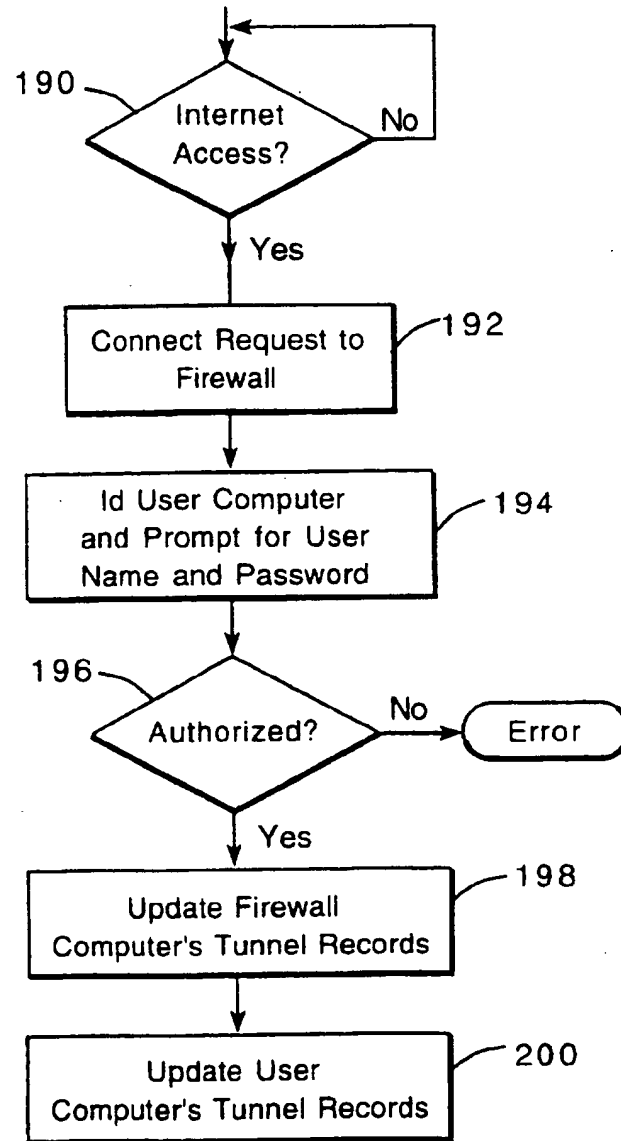 190
Internet
Access?
No
Yes
192
Connect Request to
Firewall
194
Id User Computer
and Prompt for User
Name and Password
196
Authorized?
No
Error
Yes
198
Update Firewall
Computer's Tunnel Records
200
Update User
Computer's Tunnel Records